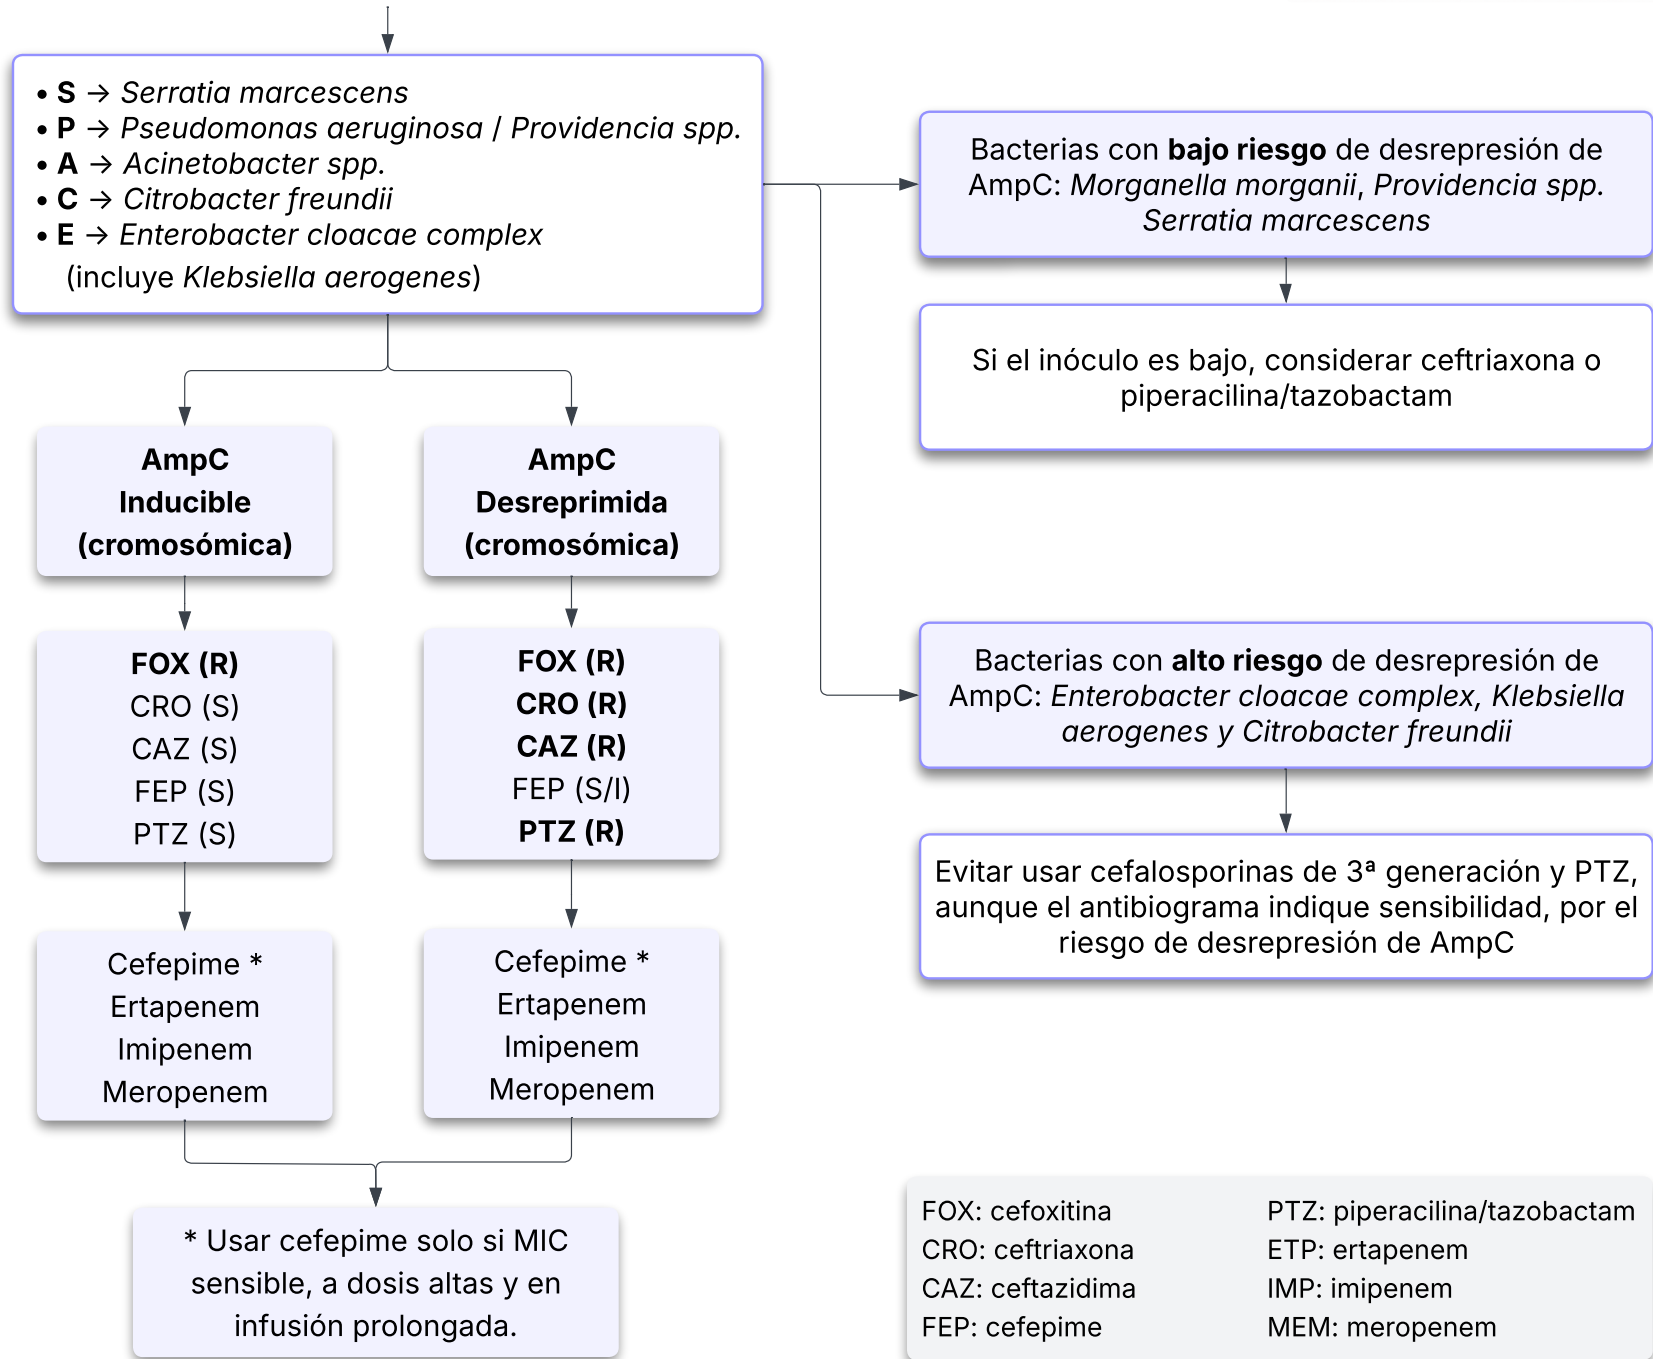 • S → Serratia marcescens
• P → Pseudomonas aeruginosa / Providencia spp.
• A → Acinetobacter spp.
• C → Citrobacter freundii
• E → Enterobacter cloacae complex
(incluye Klebsiella aerogenes)
Bacterias con bajo riesgo de desrepresión de
AmpC: Morganella morganii, Providencia spp.
Serratia marcescens
Si el inóculo es bajo, considerar ceftriaxona o
piperacilina/tazobactam
AmpC
Inducible
(cromosómica)
AmpC
Desreprimida
(cromosómica)
FOX (R)
CRO (S)
CAZ (S)
FEP (S)
PTZ (S)
FOX (R)
CRO (R)
CAZ (R)
FEP (S/I)
PTZ (R)
Bacterias con alto riesgo de desrepresión de
AmpC: Enterobacter cloacae complex, Klebsiella
aerogenes y Citrobacter freundii
Evitar usar cefalosporinas de 3ª generación y PTZ,
aunque el antibiograma indique sensibilidad, por el
riesgo de desrepresión de AmpC
Cefepime *
Ertapenem
Imipenem
Meropenem
Cefepime *
Ertapenem
Imipenem
Meropenem
* Usar cefepime solo si MIC
sensible, a dosis altas y en
infusión prolongada.
FOX: cefoxitina
CRO: ceftriaxona
CAZ: ceftazidima
FEP: cefepime
PTZ: piperacilina/tazobactam
ETP: ertapenem
IMP: imipenem
MEM: meropenem